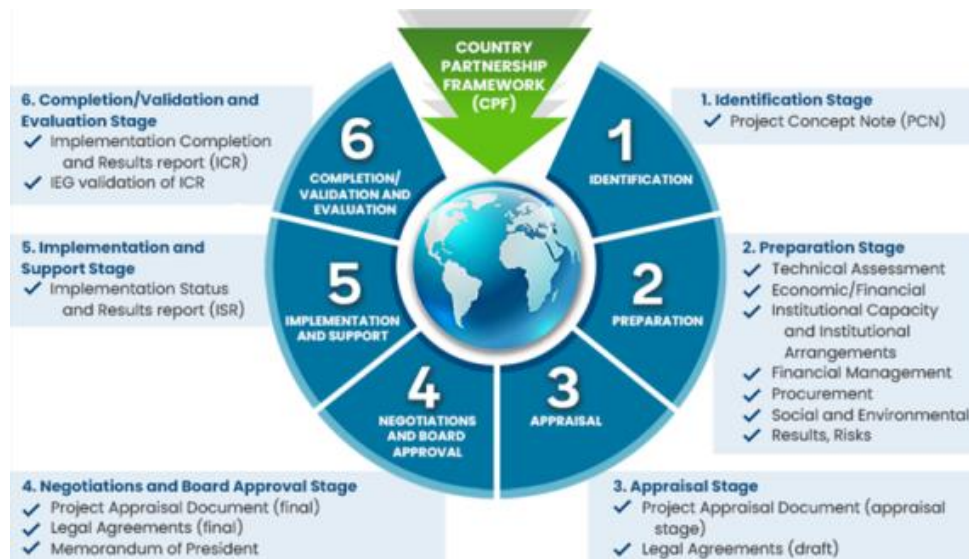 COUNTRY
PARTNERSHIP
FRAMEWORK
(CPF)
1
IDENTIFICATION
2
PREPARATION
3
APPRAISAL
4
NEGOTIATIONS
AND BOARD
APPROVAL
5
IMPLEMENTATION
AND SUPPORT
6
COMPLETION/
VALIDATION AND
EVALUATION
1. Identification Stage
✓ Project Concept Note (PCN)
2. Preparation Stage
✓ Technical Assessment
✓ Economic/Financial
✓ Institutional Capacity
and Institutional
Arrangements
✓ Financial Management
✓ Procurement
✓ Social and Environmental
✓ Results, Risks
3. Appraisal Stage
✓ Project Appraisal Document (appraisal
stage)
✓ Legal Agreements (draft)
4. Negotiations and Board Approval Stage
✓ Project Appraisal Document (final)
✓ Legal Agreements (final)
✓ Memorandum of President
5. Implementation and
Support Stage
✓ Implementation Status
and Results report (ISR)
6. Completion/Validation and
Evaluation Stage
✓ Implementation Completion
and Results report (ICR)
✓ IEG validation of ICR